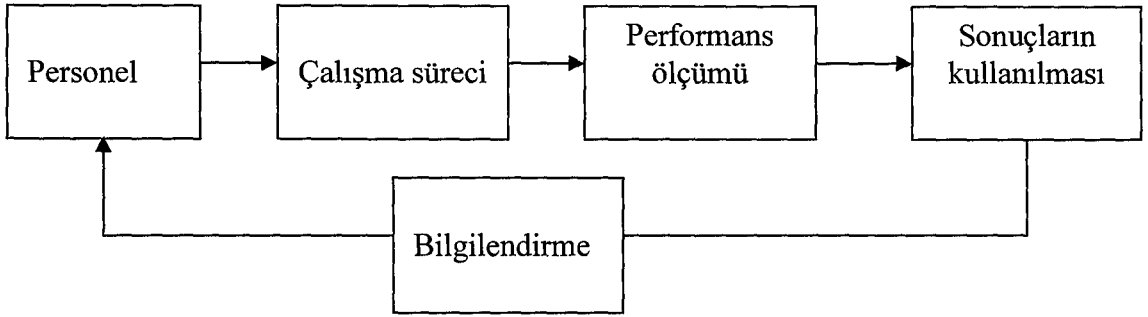 Personel
Çalışma süreci
Performans
ölçümü
Sonuçların
kullanılması
Bilgilendirme